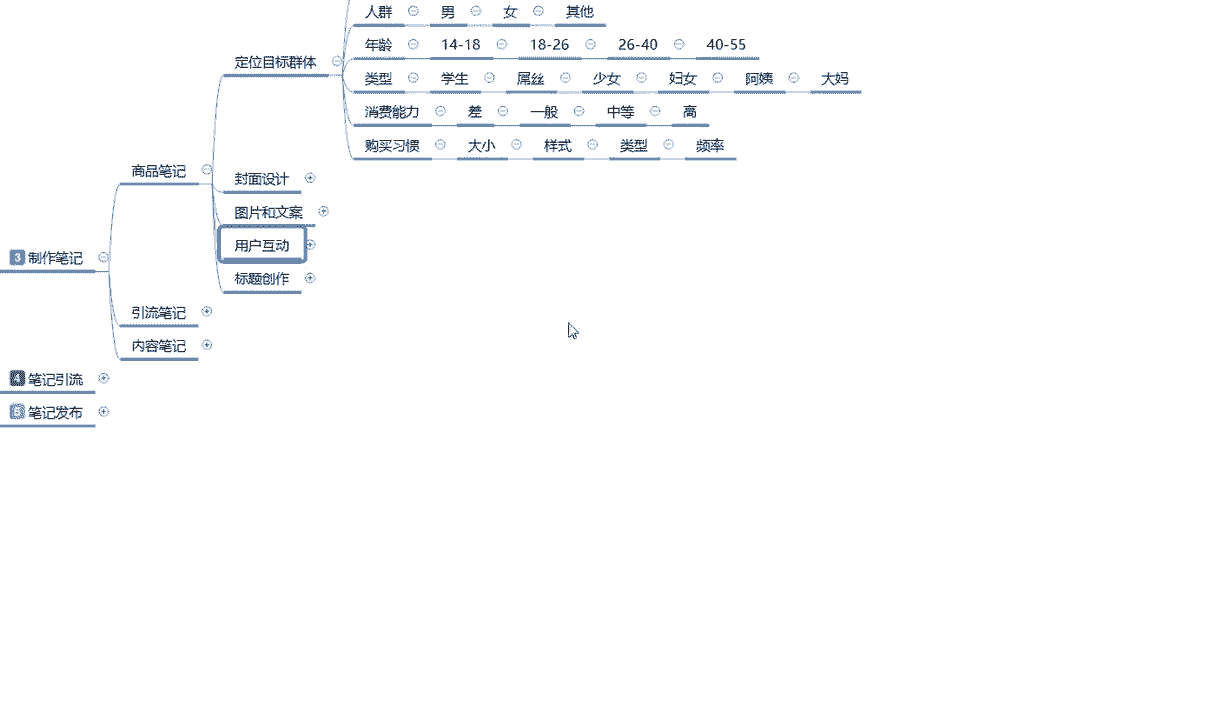 人群 男 女 其他
年龄 14-18 18-26 26-40 40-55
定位目标群体
类型 学生 屌丝 少女 妇女 阿姨 大妈
消费能力 差 一般 中等 高
购买习惯 大小 样式 类型 频率
商品笔记
封面设计
图片和文案
用户互动
3 制作笔记
标题创作
引流笔记
内容笔记
4 笔记引流
5 笔记发布